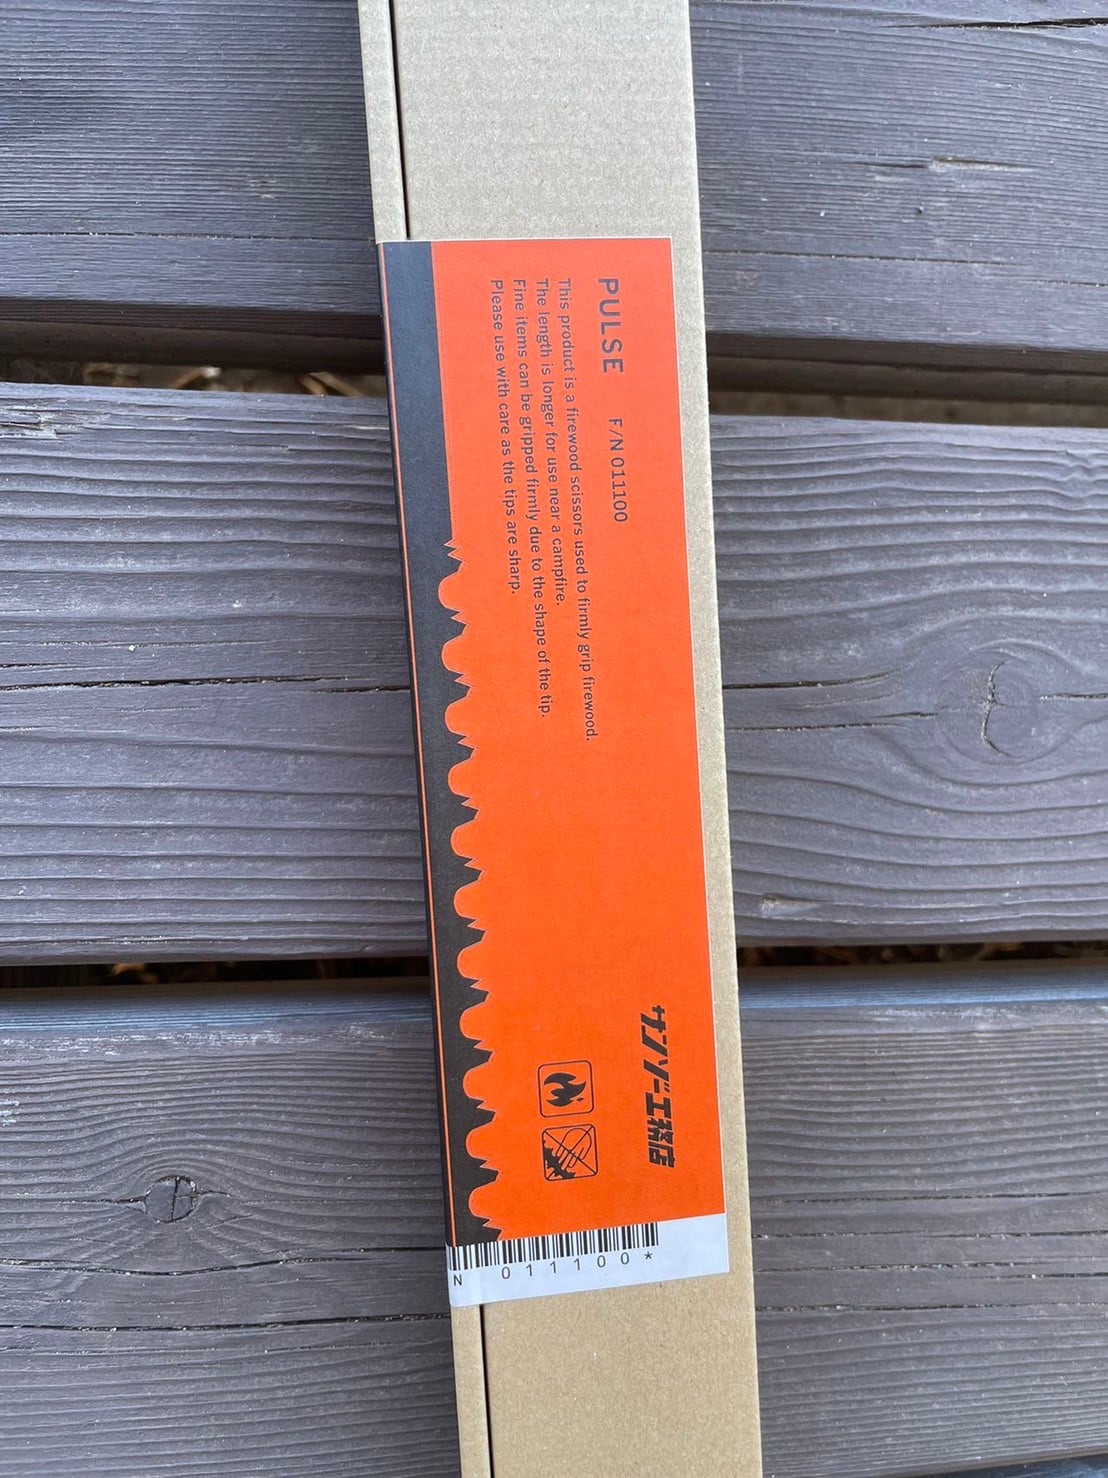 PULSE F/N 011100
This product is a firewood scissors used to firmly grip firewood.
The length is longer for use near a campfire.
Fine items can be gripped firmly due to the shape of the tip.
Please use with care as the tips are sharp.
サンゾー工務店
N 011100*